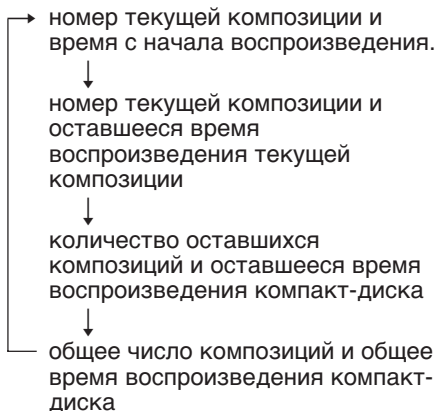 номер текущей композиции и
время с начала воспроизведения.
номер текущей композиции и
оставшееся время
воспроизведения текущей
композиции
количество оставшихся
композиций и оставшееся время
воспроизведения компакт-диска
общее число композиций и общее
время воспроизведения компакт-
диска